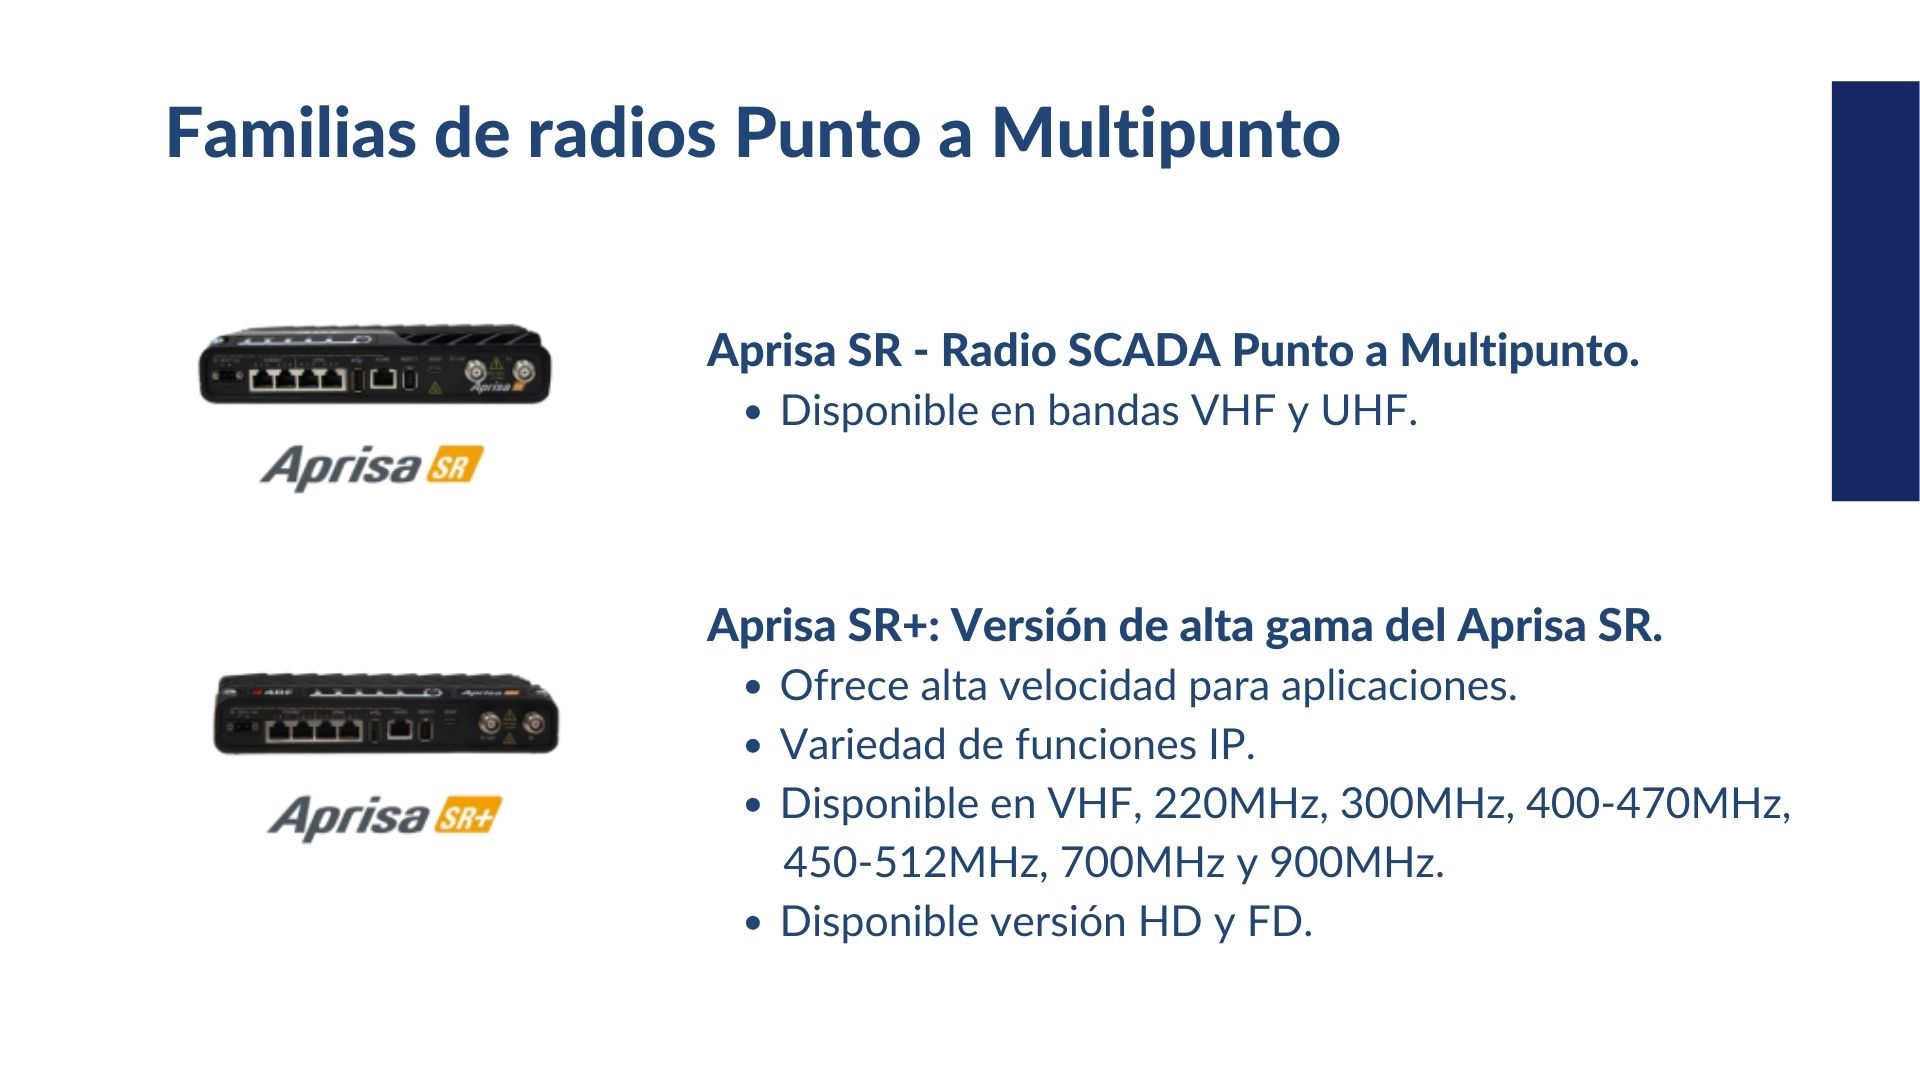 Familias de radios Punto a Multipunto
Aprisa SR - Radio SCADA Punto a Multipunto.
• Disponible en bandas VHF y UHF.
Aprisa
Aprisa SR
Aprisa SR+: Versión de alta gama del Aprisa SR.
• Ofrece alta velocidad para aplicaciones.
• Variedad de funciones IP.
• Disponible en VHF, 220MHz, 300MHz, 400-470MHz,
450-512MHz, 700MHz y 900MHz.
• Disponible versión HD y FD.
Aprisa
Aprisa SR+